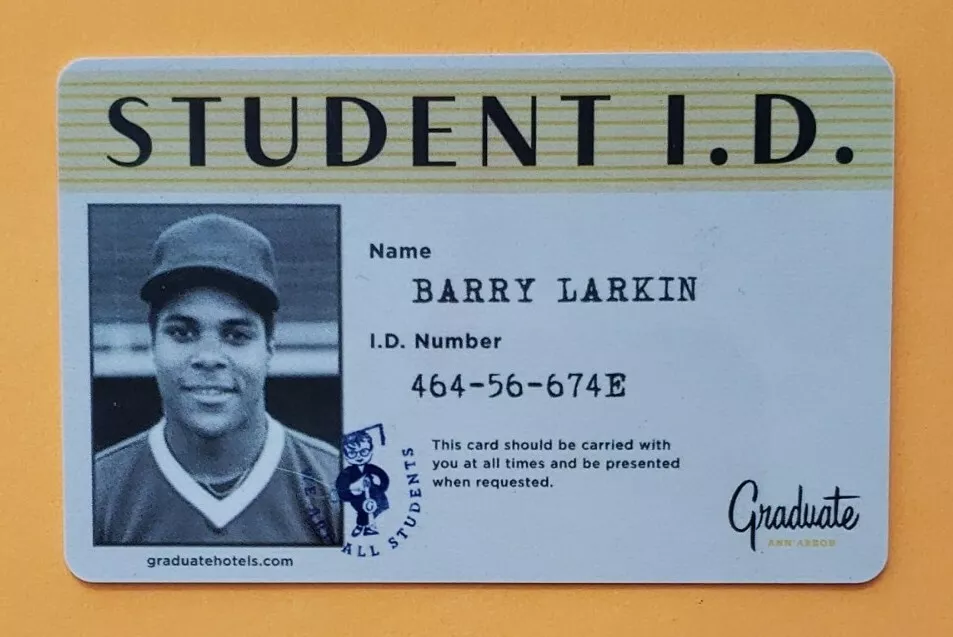 STUDENT I.D.
Name
BARRY LARKIN
I.D. Number
464-56-674E
This card should be carried with
you at all times and be presented
when requested.
ALL STUDENTS
Graduate
ANN ARBOR
graduatehotels.com